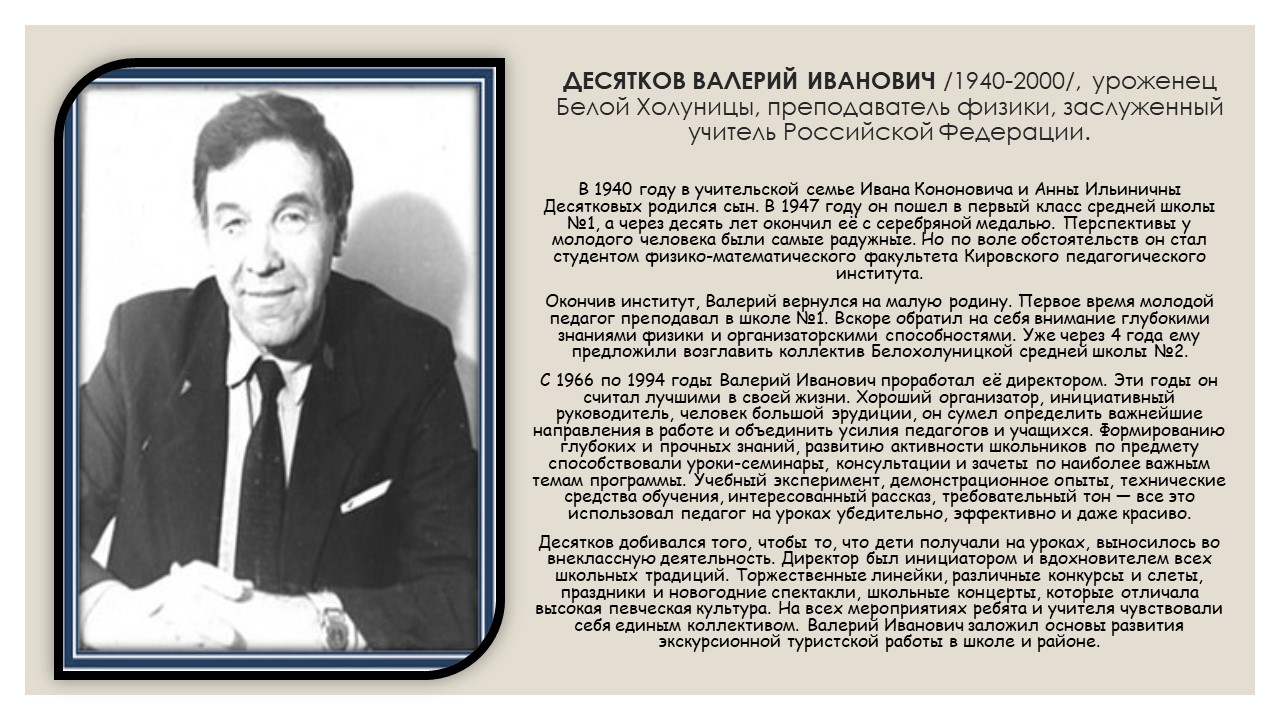 ДЕСЯТКОВ ВАЛЕРИЙ ИВАНОВИЧ /1940-2000/, уроженец
Белой Холуницы, преподаватель физики, заслуженный
учитель Российской Федерации.
В 1940 году в учительской семье Ивана Кононовича и Анны Ильиничны
Десятковых родился сын. В 1947 году он пошел в первый класс средней школы
№1, а через десять лет окончил её с серебряной медалью. Перспективы у
молодого человека были самые радужные. Но по воле обстоятельств он стал
студентом физико-математического факультета Кировского педагогического
института.
Окончив институт, Валерий вернулся на малую родину. Первое время молодой
педагог преподавал в школе №1. Вскоре обратил на себя внимание глубокими
знаниями физики и организаторскими способностями. Уже через 4 года ему
предложили возглавить коллектив Белохолуницкой средней школы №2.
С 1966 по 1994 годы Валерий Иванович проработал её директором. Эти годы он
считал лучшими в своей жизни. Хороший организатор, инициативный
руководитель, человек большой эрудиции, он сумел определить важнейшие
направления в работе и объединить усилия педагогов и учащихся. Формированию
глубоких и прочных знаний, развитию активности школьников по предмету
способствовали уроки-семинары, консультации и зачеты по наиболее важным
темам программы. Учебный эксперимент, демонстрационное опыты, технические
средства обучения, интересованный рассказ, требовательный тон — все это
использовал педагог на уроках убедительно, эффективно и даже красиво.
Десятков добивался того, чтобы то, что дети получали на уроках, выносилось во
внеклассную деятельность. Директор был инициатором и вдохновителем всех
школьных традиций. Торжественные линейки, различные конкурсы и слеты,
праздники и новогодние спектакли, школьные концерты, которые отличала
высокая певческая культура. На всех мероприятиях ребята и учителя чувствовали
себя единым коллективом. Валерий Иванович заложил основы развития
экскурсионной туристской работы в школе и районе.